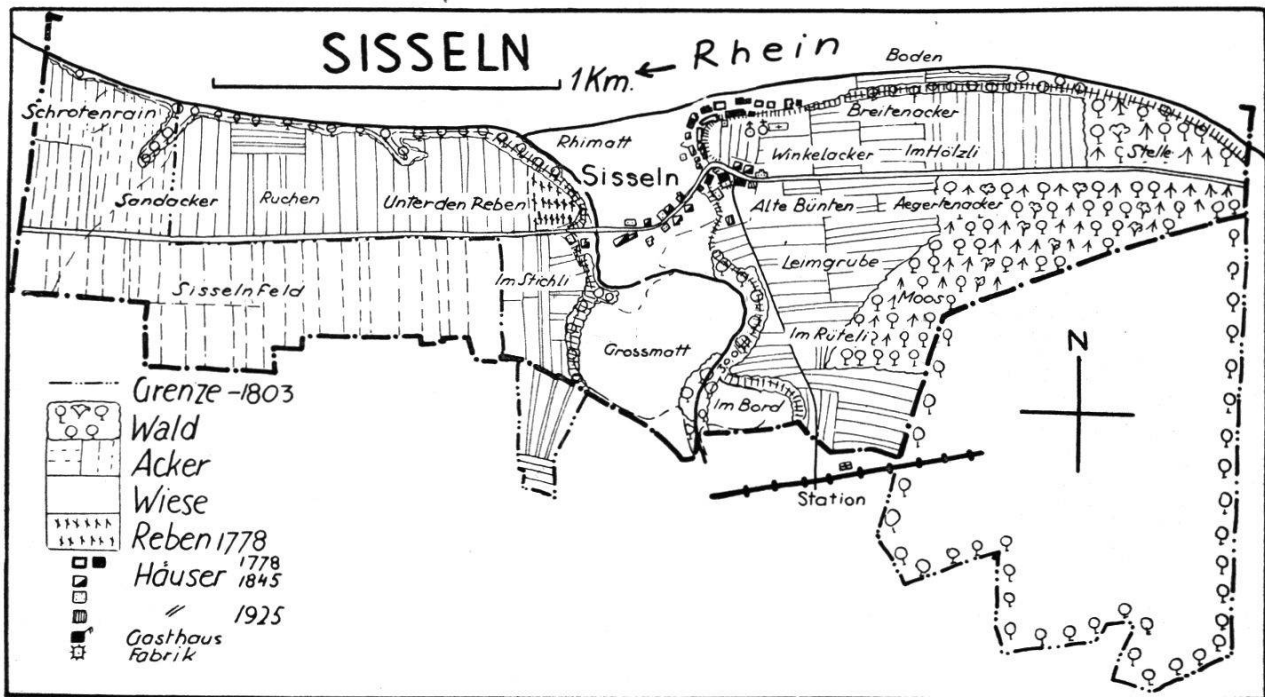 SISSELN
1 Km.
← Rhein
Boden
Schrotenrain
Breitenacker
Rhimatt
Winkelacker
Im Hölzli
Stelle
Sisseln
Sandacker
Ruchen
Unter den Reben
Alte Bünten
Aegertenacker
Leimgrube
Sisselnfeld
Im Stichli
Moos
Im Rüteli
Grossmatt
N
Im Bord
Station
Grenze -1803
Wald
Acker
Wiese
Reben 1778
Häuser 1778
1845
〃 1925
Gasthaus
Fabrik